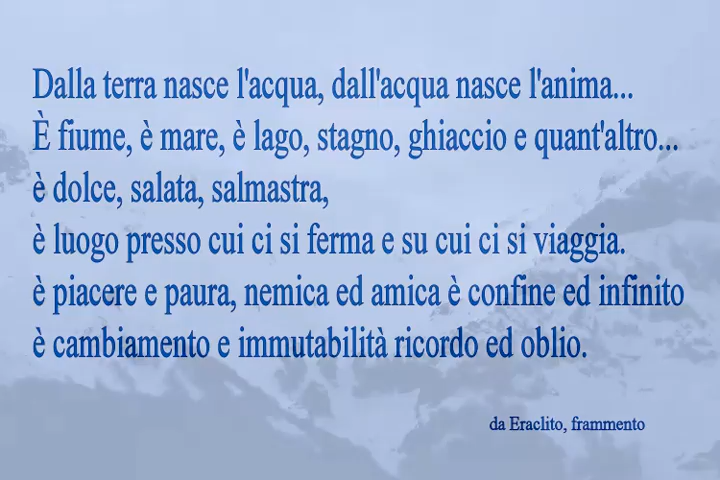 Dalla terra nasce l'acqua, dall'acqua nasce l'anima...
È fiume, è mare, è lago, stagno, ghiaccio e quant'altro...
è dolce, salata, salmastra,
è luogo presso cui ci si ferma e su cui ci si viaggia.
è piacere e paura, nemica ed amica è confine ed infinito
è cambiamento e immutabilità ricordo ed oblio.
da Eraclito, frammento